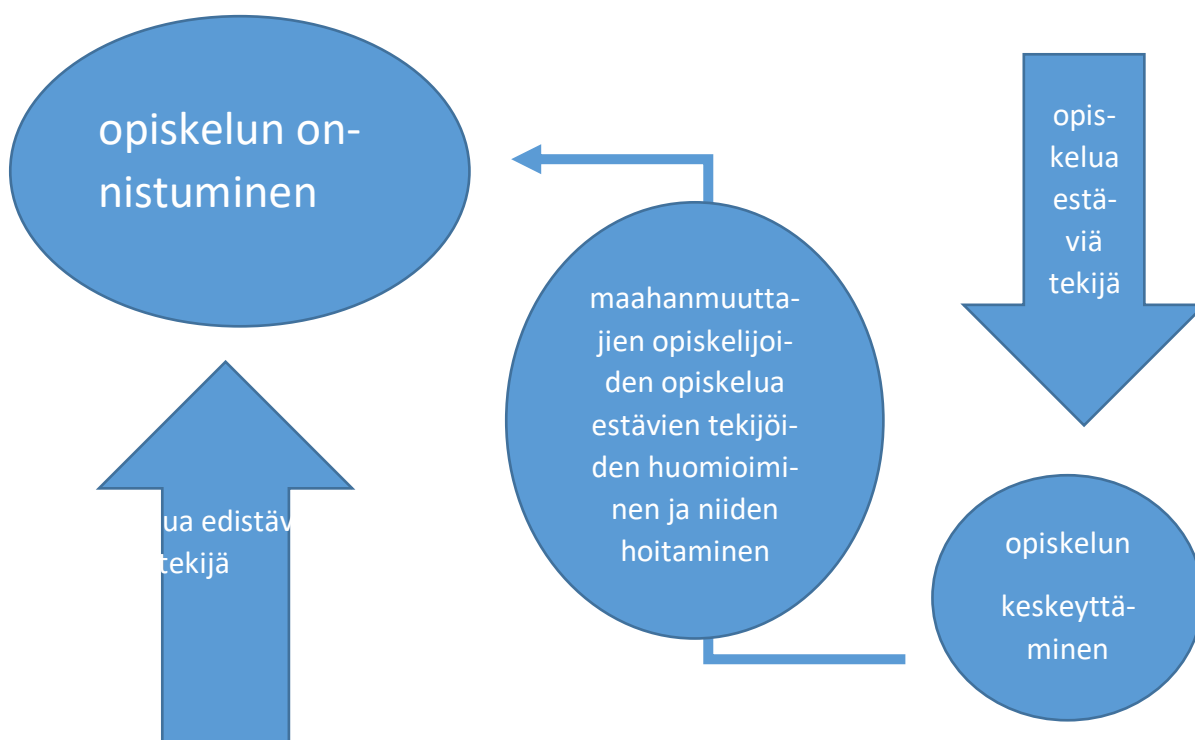 opiskelun on-
nistuminen
opis-
kelua
estä-
viä
tekijä
maahanmuutta-
jien opiskelijoi-
den opiskelua
estävien tekijöi-
den huomioimi-
nen ja niiden
hoitaminen
ua edistäv
tekijä
opiskelun
keskeyttä-
minen